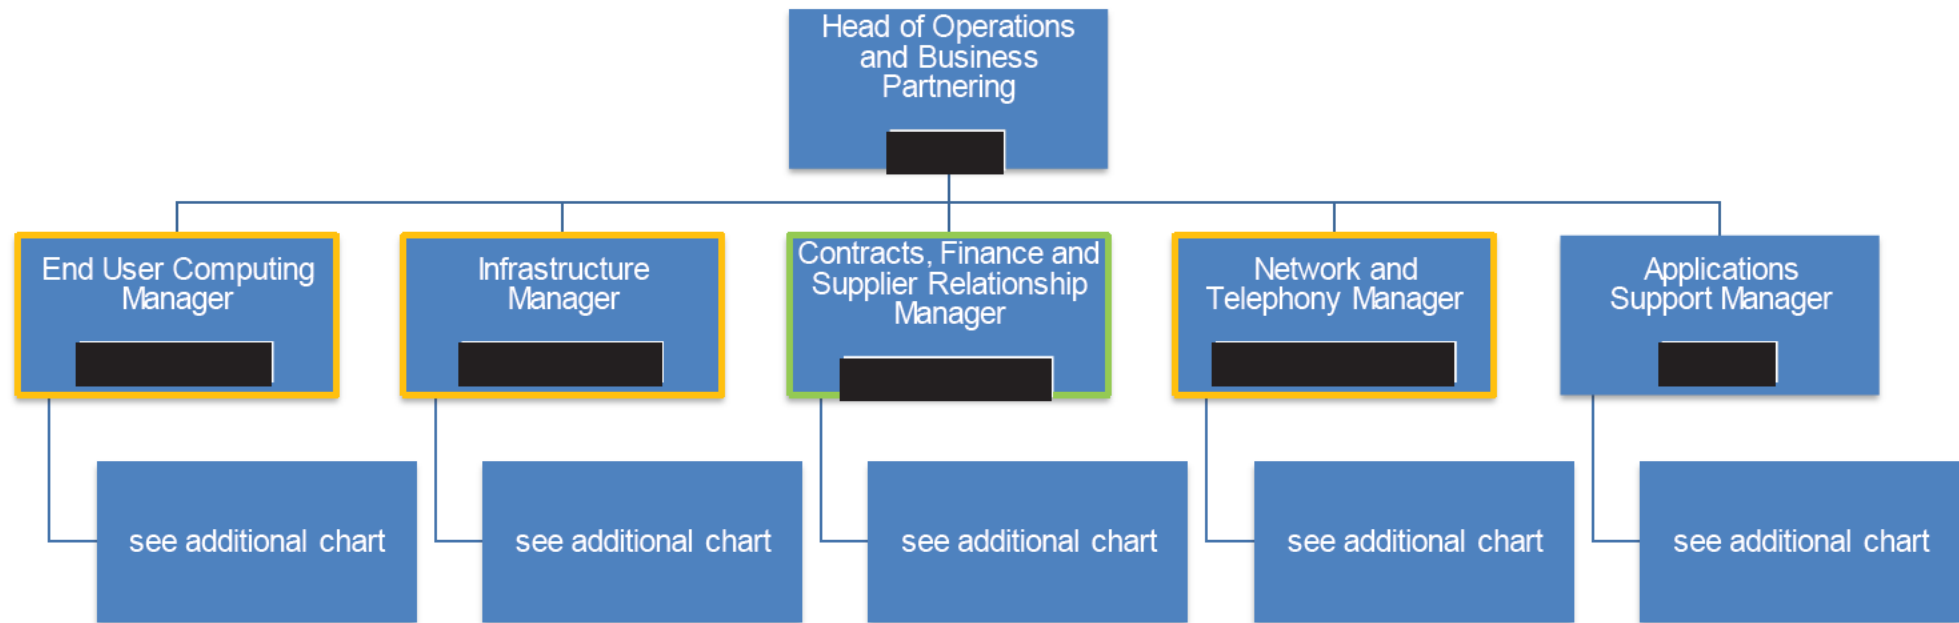 Head of Operations
and Business
Partnering
End User Computing
Manager
Infrastructure
Manager
Contracts, Finance and
Supplier Relationship
Manager
Network and
Telephony Manager
Applications
Support Manager
see additional chart
see additional chart
see additional chart
see additional chart
see additional chart